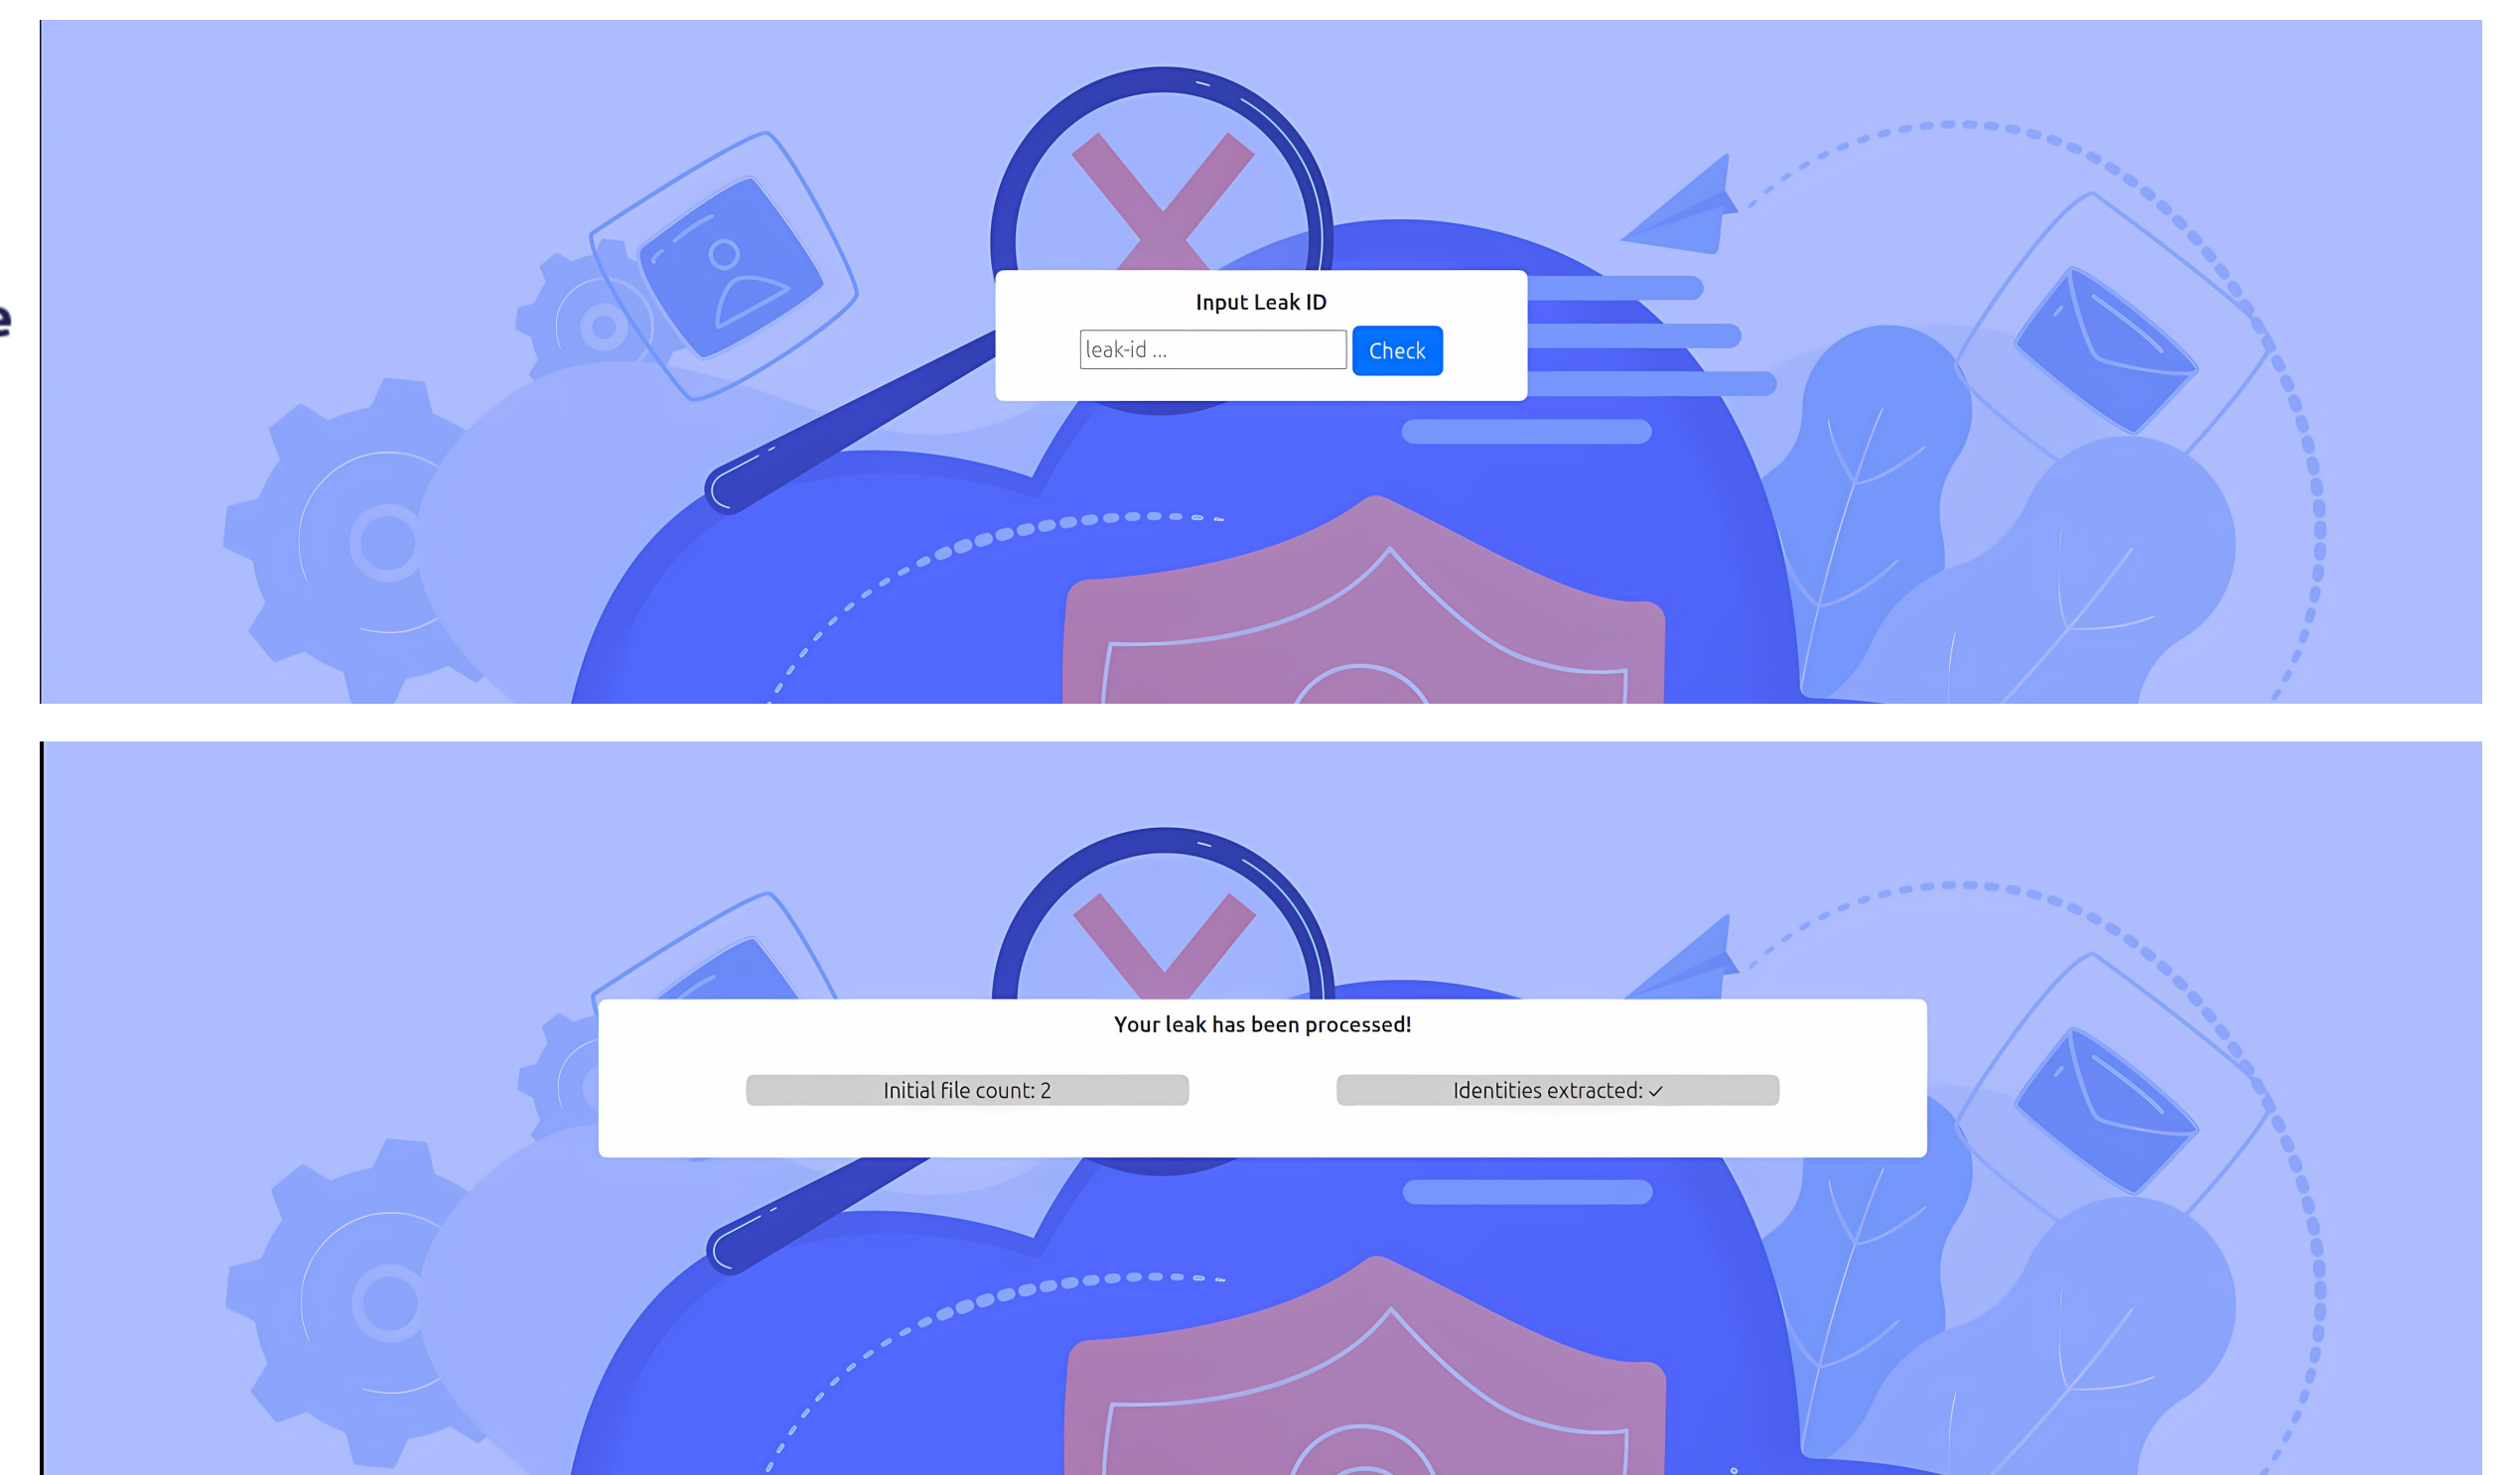 e
Input Leak ID
leak-id ...
Check
Your leak has been processed!
Initial file count: 2
Identities extracted: ✓